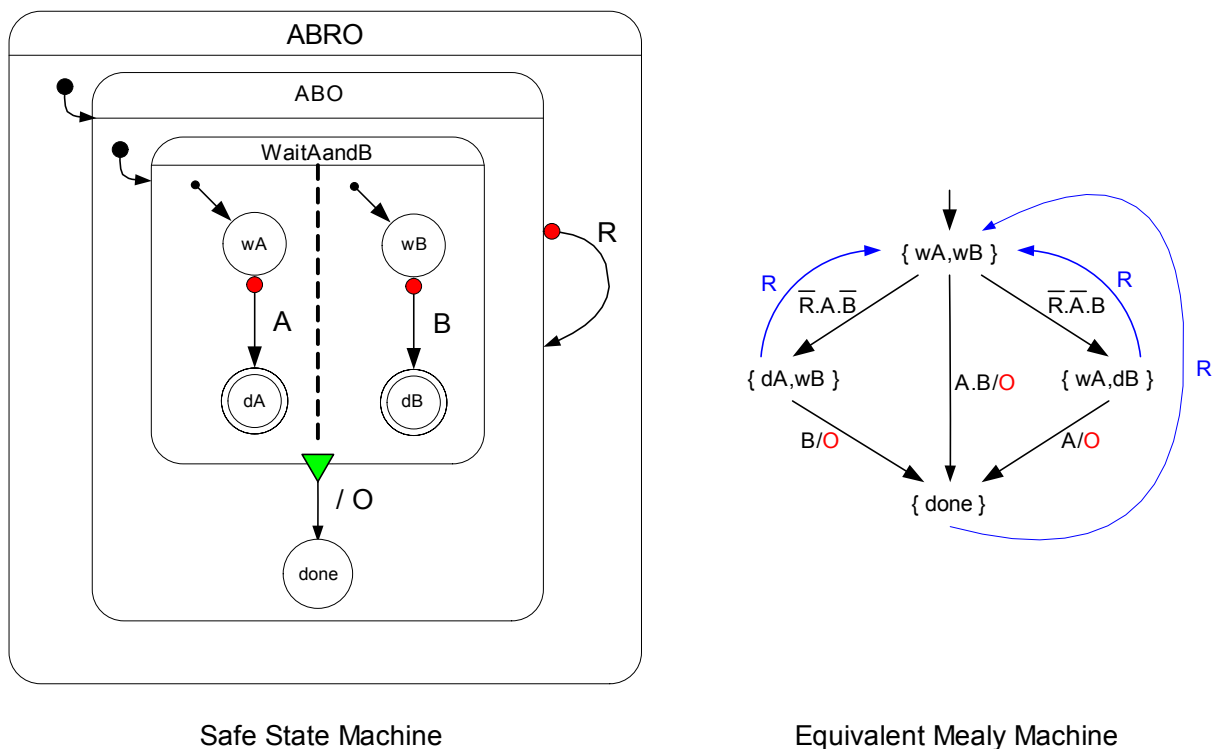 ABRO
ABO
WaitAandB
wA
wB
R
A
B
dA
dB
/ O
done
Safe State Machine
{ wA,wB }
R
R
R̅.A.B̅
R̅.A̅.B
{ dA,wB }
A.B/O
{ wA,dB }
R
B/O
A/O
{ done }
Equivalent Mealy Machine